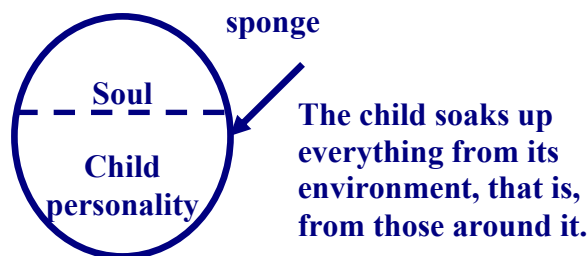 sponge
Soul
Child
personality
The child soaks up
everything from its
environment, that is,
from those around it.